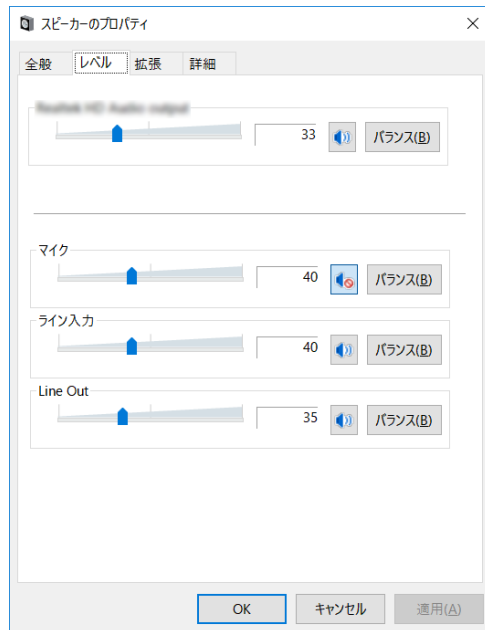 スピーカーのプロパティ
全般 レベル 拡張 詳細
33 バランス(B)
マイク
40 バランス(B)
ライン入力
40 バランス(B)
Line Out
35 バランス(B)
OK キャンセル 適用(A)